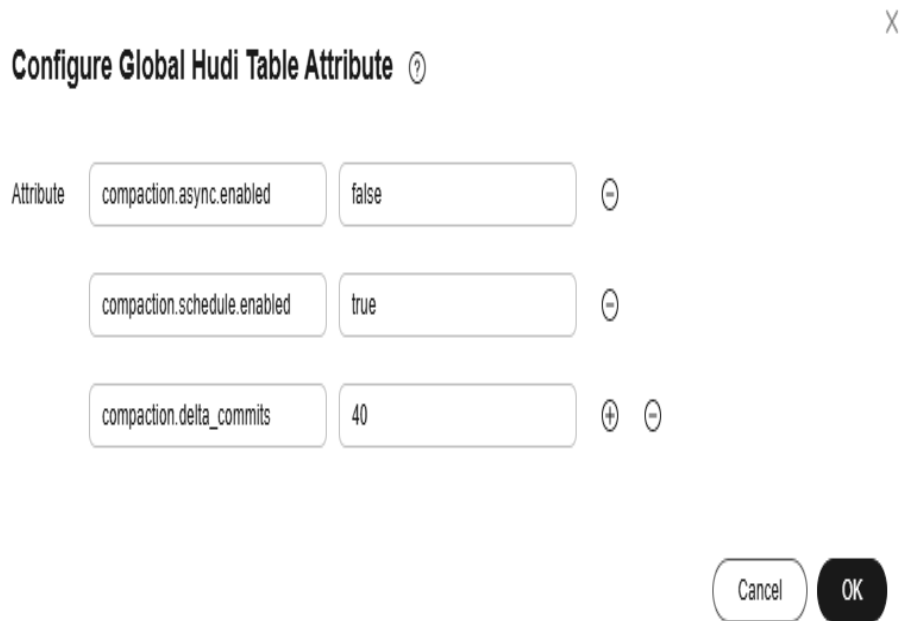 X
Configure Global Hudi Table Attribute ?
Attribute compaction.async.enabled false
compaction.schedule.enabled true
compaction.delta_commits 40
Cancel OK